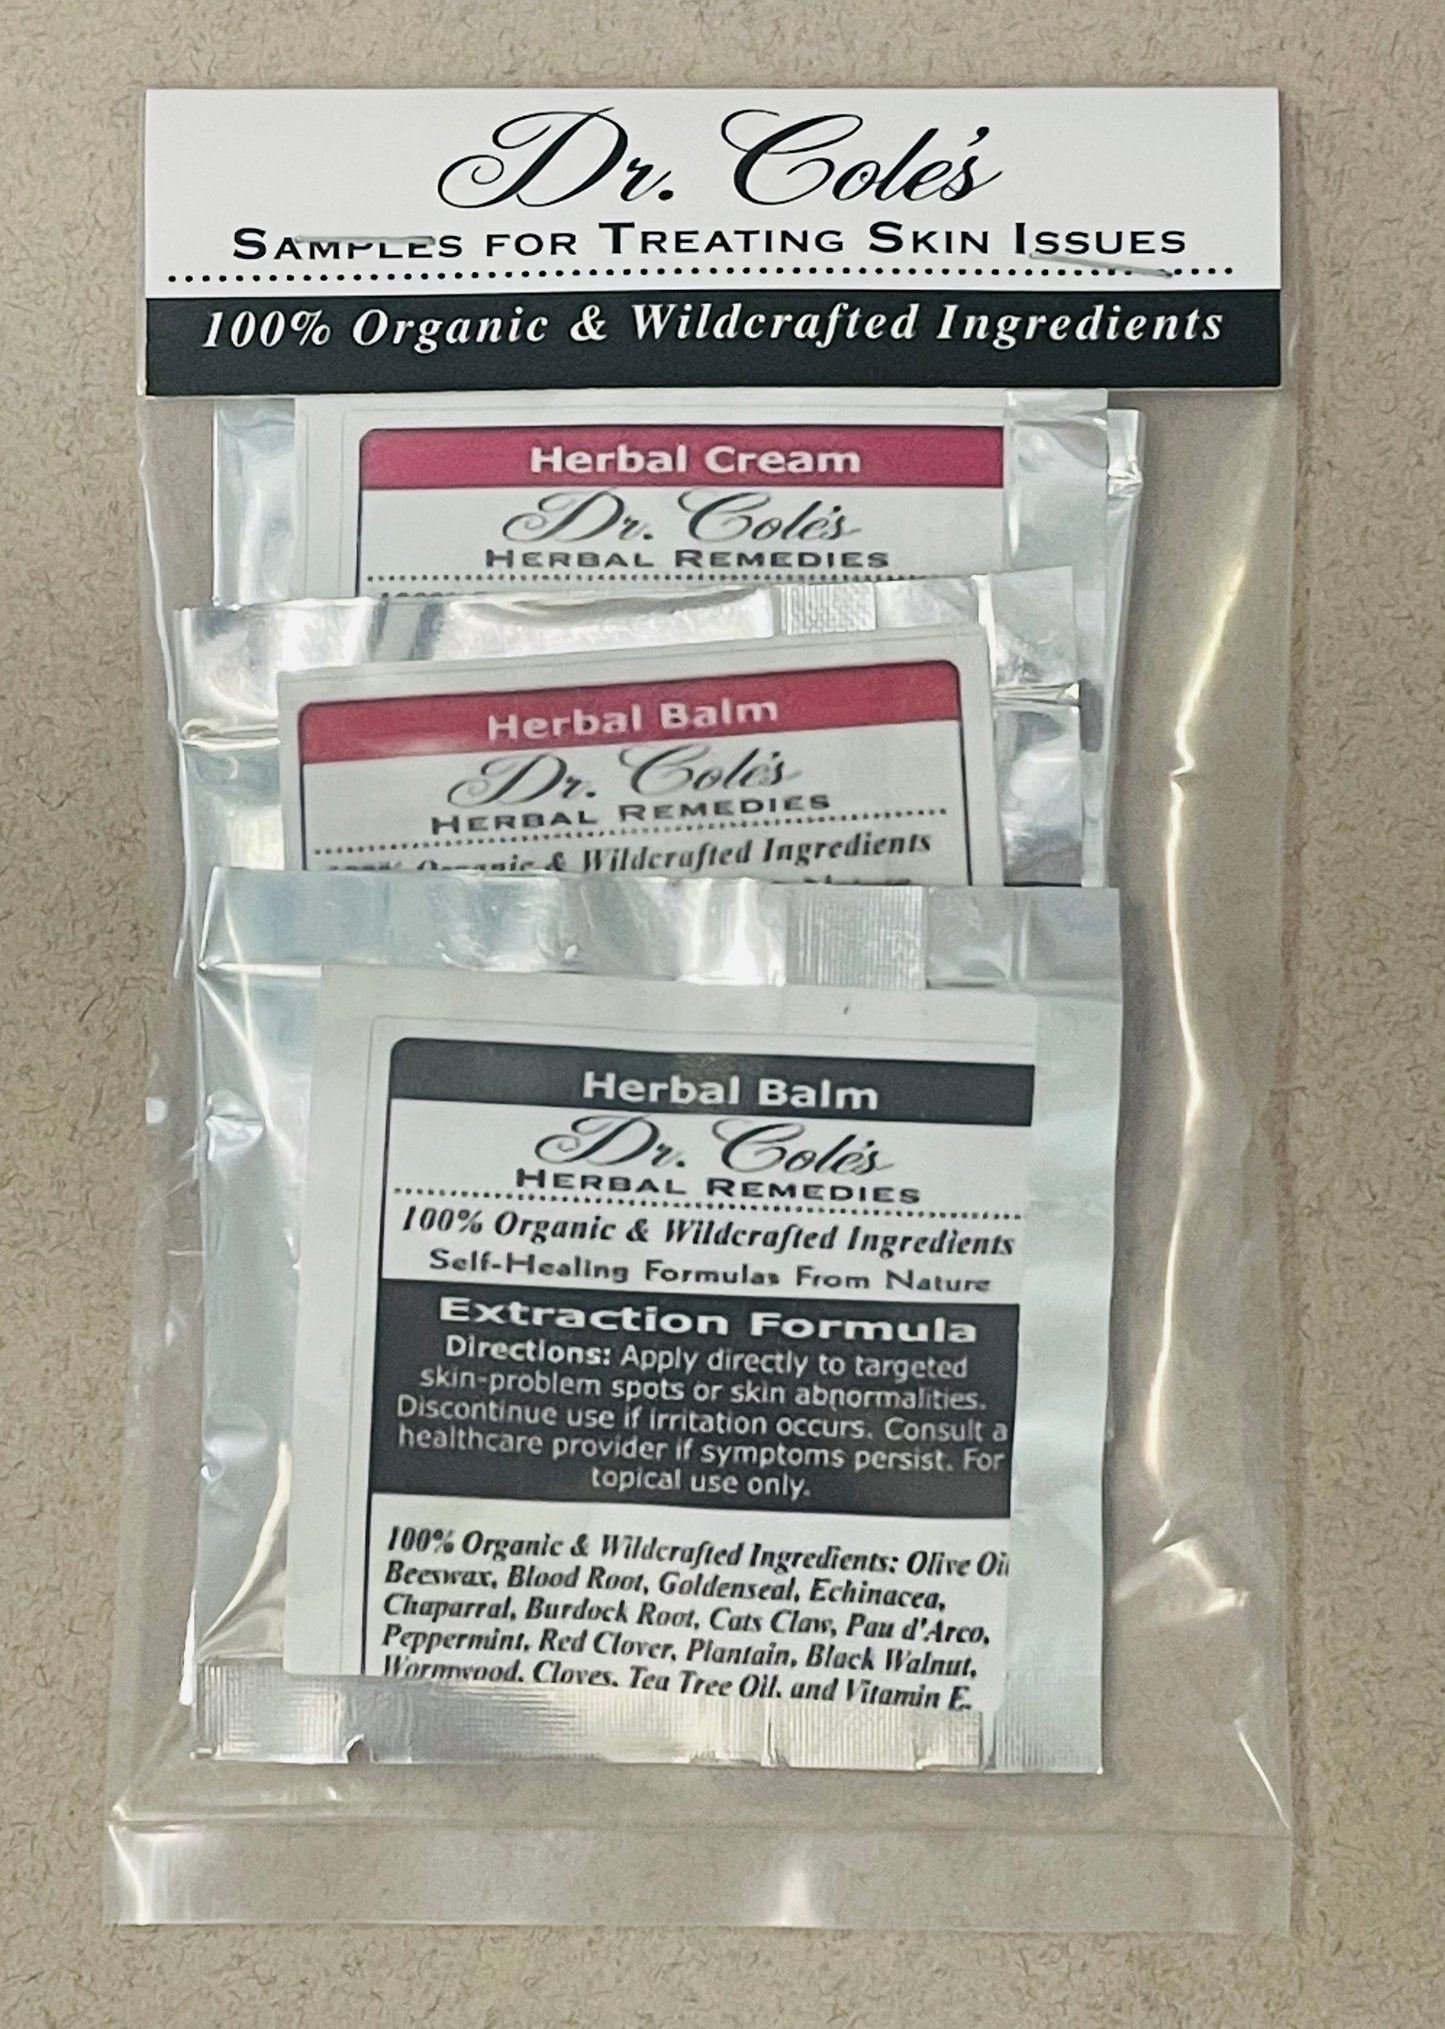 Dr. Cole's
SAMPLES FOR TREATING SKIN ISSUES
100% Organic & Wildcrafted Ingredients
Herbal Cream
Dr. Cole's
HERBAL REMEDIES
Herbal Balm
Dr. Cole's
HERBAL REMEDIES
100% Organic & Wildcrafted Ingredients
Herbal Balm
Dr. Cole's
HERBAL REMEDIES
100% Organic & Wildcrafted Ingredients
Self-Healing Formulas From Nature
Extraction Formula
Directions: Apply directly to targeted
skin-problem spots or skin abnormalities.
Discontinue use if irritation occurs. Consult a
healthcare provider if symptoms persist. For
topical use only.
100% Organic & Wildcrafted Ingredients: Olive Oil
Beeswax, Blood Root, Goldenseal, Echinacea,
Chaparral, Burdock Root, Cats Claw, Pau d'Arco,
Peppermint, Red Clover, Plantain, Black Walnut,
Wormwood, Cloves, Tea Tree Oil, and Vitamin E.